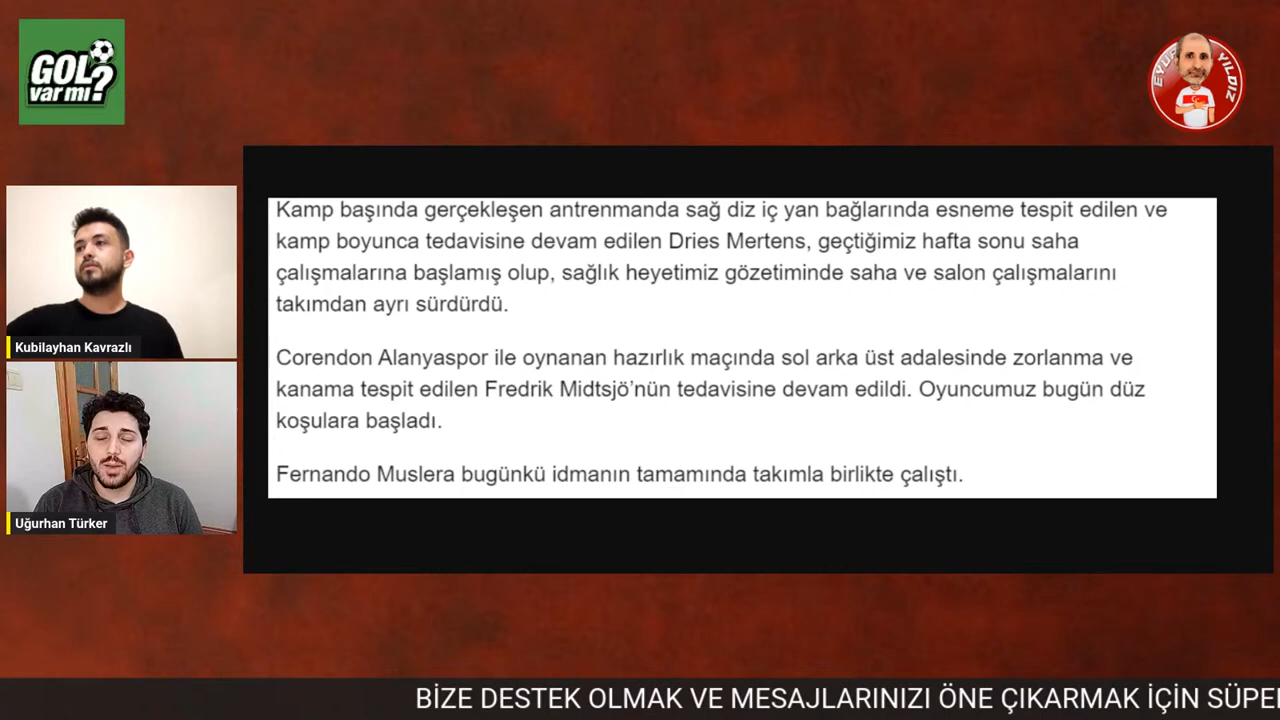 GOL
var mı?
EYÜP YILDIZ
Kamp başında gerçekleşen antrenmanda sağ diz iç yan bağlarında esneme tespit edilen ve
kamp boyunca tedavisine devam edilen Dries Mertens, geçtiğimiz hafta sonu saha
çalışmalarına başlamış olup, sağlık heyetimiz gözetiminde saha ve salon çalışmalarını
takımdan ayrı sürdürdü.
Corendon Alanyaspor ile oynanan hazırlık maçında sol arka üst adalesinde zorlanma ve
kanama tespit edilen Fredrik Midtsjö’nün tedavisine devam edildi. Oyuncumuz bugün düz
koşulara başladı.
Fernando Muslera bugünkü idmanın tamamında takımla birlikte çalıştı.
Kubilayhan Kavrazlı
Uğurhan Türker
BİZE DESTEK OLMAK VE MESAJLARINIZI ÖNE ÇIKARMAK İÇİN SÜPE